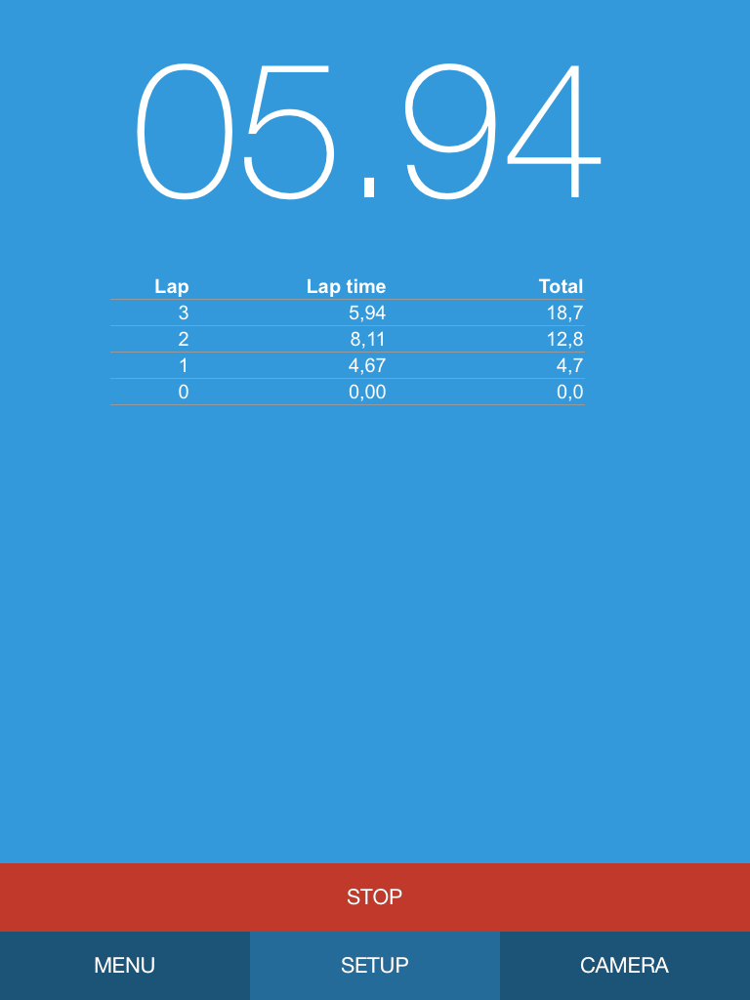 05.94
Lap Lap time Total
3 5,94 18,7
2 8,11 12,8
1 4,67 4,7
0 0,00 0,0
STOP
MENU SETUP CAMERA